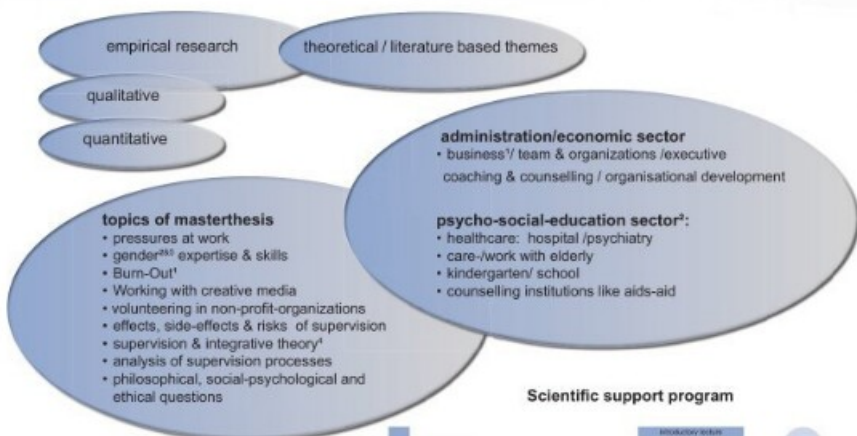 empirical research
theoretical / literature based themes
qualitative
quantitative
administration/economic sector
• business¹/ team & organizations /executive
coaching & counselling / organisational development
psycho-social-education sector²:
• healthcare: hospital /psychiatry
• care-/work with elderly
• kindergarten/ school
• counselling institutions like aids-aid
topics of masterthesis
• pressures at work
• gender expertise & skills
• Burn-Out¹
• Working with creative media
• volunteering in non-profit-organizations
• effects, side-effects & risks of supervision
• supervision & integrative theory⁴
• analysis of supervision processes
• philosophical, social-psychological and
ethical questions
Scientific support program
introductory lecture